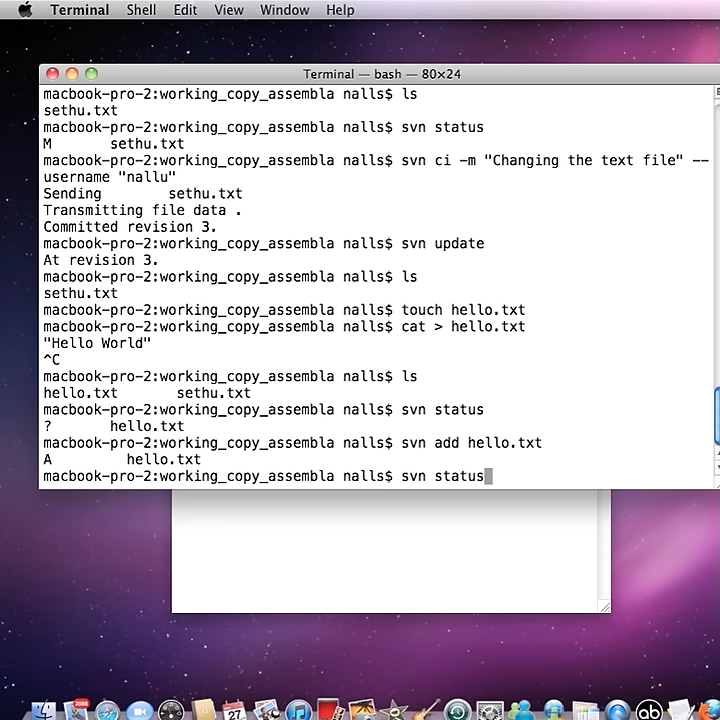 Terminal Shell Edit View Window Help
Terminal — bash — 80×24
macbook-pro-2:working_copy_assembla nalls$ ls
sethu.txt
macbook-pro-2:working_copy_assembla nalls$ svn status
M       sethu.txt
macbook-pro-2:working_copy_assembla nalls$ svn ci -m "Changing the text file" --
username "nallu"
Sending        sethu.txt
Transmitting file data .
Committed revision 3.
macbook-pro-2:working_copy_assembla nalls$ svn update
At revision 3.
macbook-pro-2:working_copy_assembla nalls$ ls
sethu.txt
macbook-pro-2:working_copy_assembla nalls$ touch hello.txt
macbook-pro-2:working_copy_assembla nalls$ cat > hello.txt
"Hello World"
^C
macbook-pro-2:working_copy_assembla nalls$ ls
hello.txt       sethu.txt
macbook-pro-2:working_copy_assembla nalls$ svn status
?       hello.txt
macbook-pro-2:working_copy_assembla nalls$ svn add hello.txt
A         hello.txt
macbook-pro-2:working_copy_assembla nalls$ svn status
27
ab